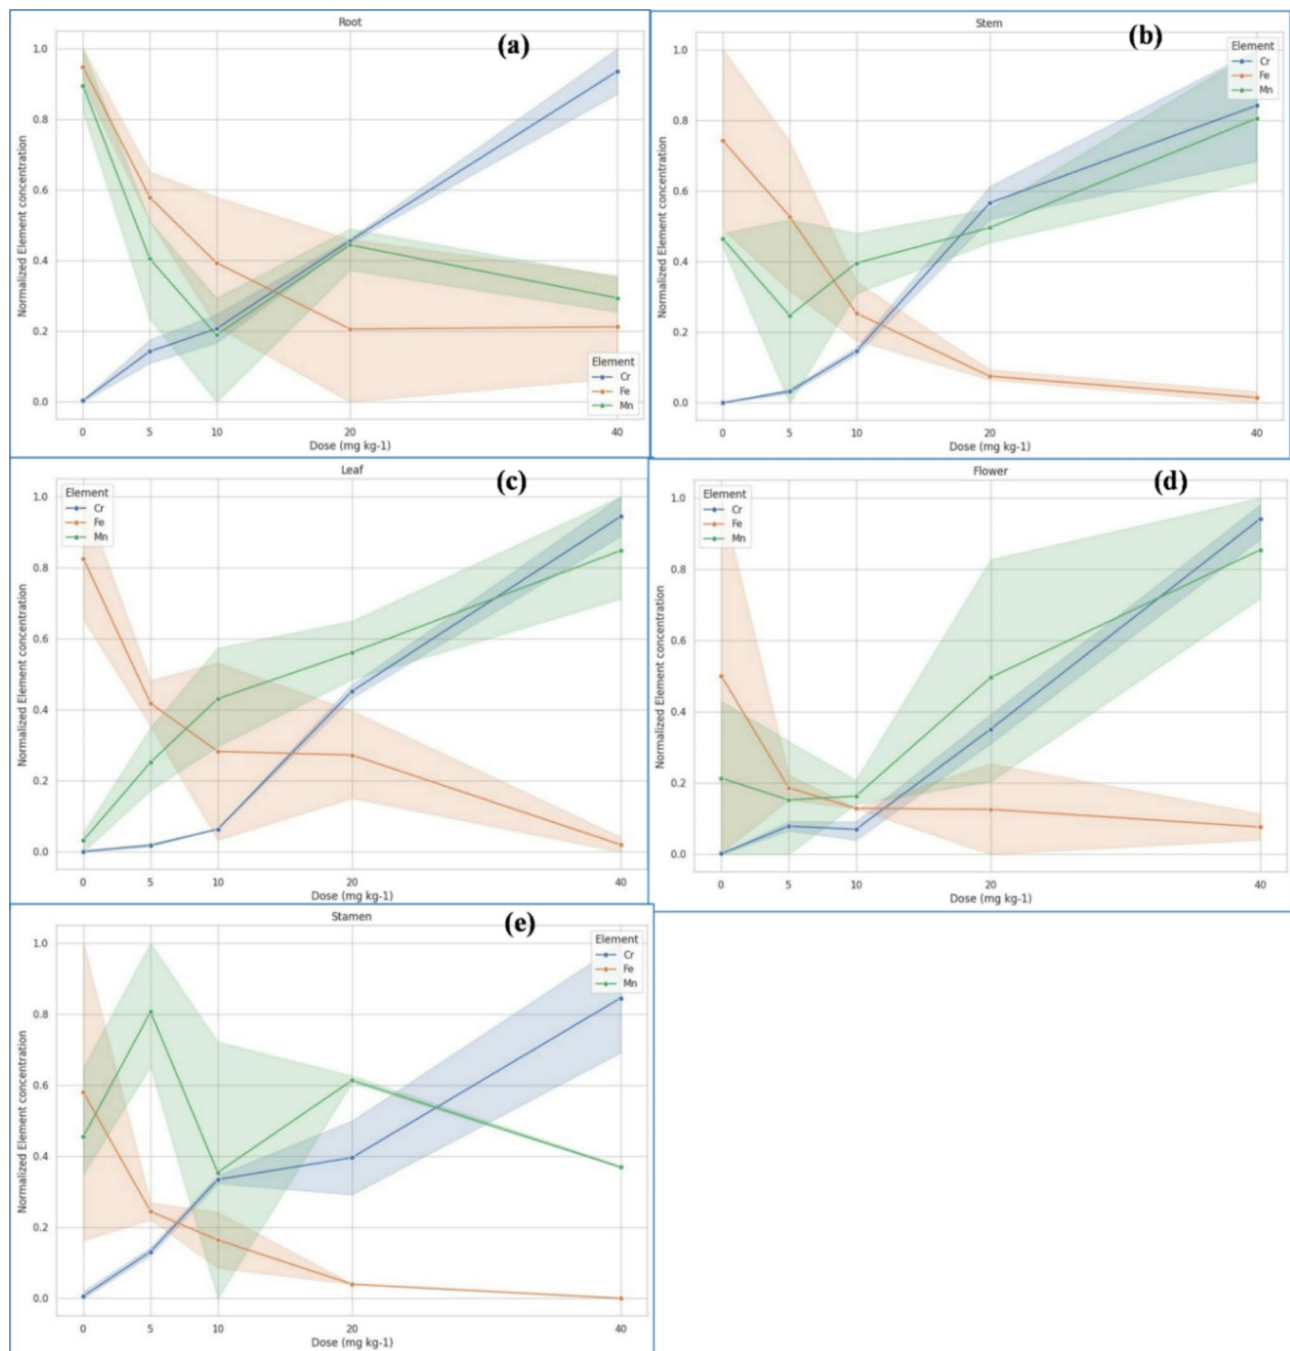 Root
(a)
Normalized Element concentration
1.0
0.8
0.6
0.4
0.2
0.0
Element
Cr
Fe
Mn
0 5 10 20 40
Dose (mg kg-1)
Stem
(b)
Normalized Element concentration
1.0
0.8
0.6
0.4
0.2
0.0
Element
Cr
Fe
Mn
0 5 10 20 40
Dose (mg kg-1)
Leaf
(c)
Normalized Element concentration
1.0
0.8
0.6
0.4
0.2
0.0
Element
Cr
Fe
Mn
0 5 10 20 40
Dose (mg kg-1)
Flower
(d)
Normalized Element concentration
1.0
0.8
0.6
0.4
0.2
0.0
Element
Cr
Fe
Mn
0 5 10 20 40
Dose (mg kg-1)
Stamen
(e)
Normalized Element concentration
1.0
0.8
0.6
0.4
0.2
0.0
Element
Cr
Fe
Mn
0 5 10 20 40
Dose (mg kg-1)